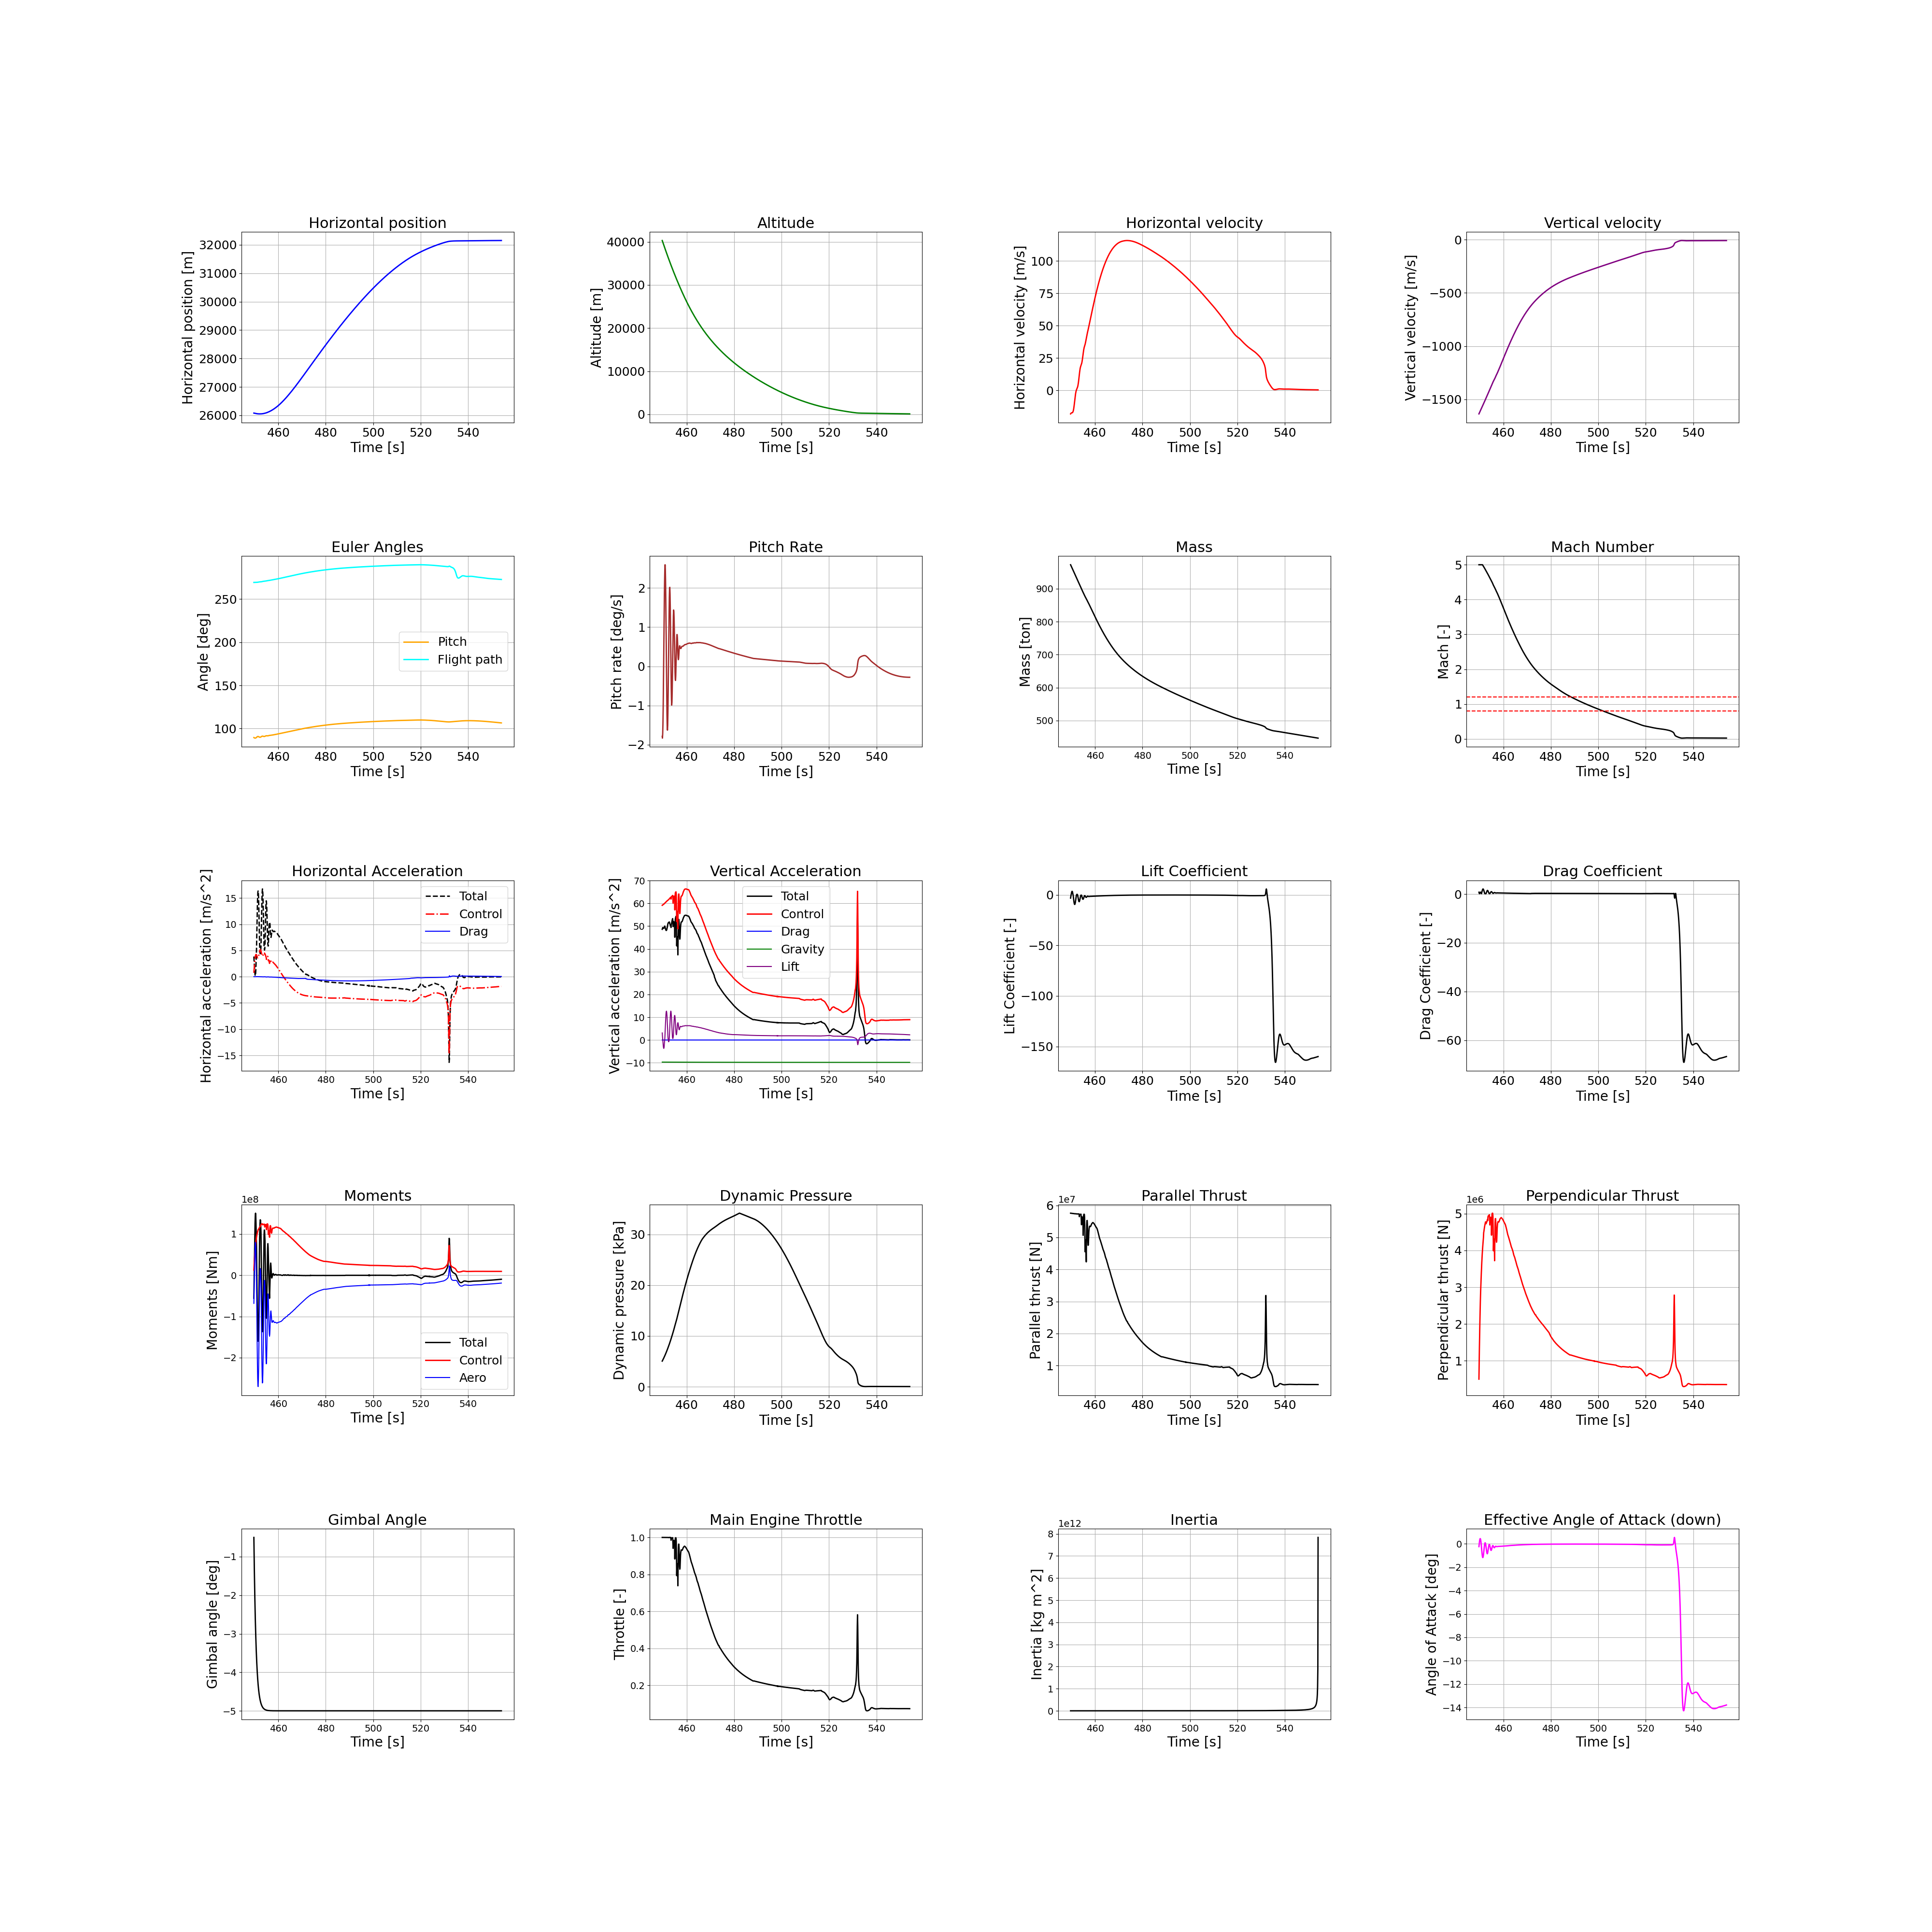 Horizontal position
Horizontal position [m]
32000
31000
30000
29000
28000
27000
26000
460 480 500 520 540
Time [s]
Altitude
Altitude [m]
40000
30000
20000
10000
0
460 480 500 520 540
Time [s]
Horizontal velocity
Horizontal velocity [m/s]
100
75
50
25
0
460 480 500 520 540
Time [s]
Vertical velocity
Vertical velocity [m/s]
0
−500
−1000
−1500
460 480 500 520 540
Time [s]
Euler Angles
Angle [deg]
250
200
150
100
Pitch
Flight path
460 480 500 520 540
Time [s]
Pitch Rate
Pitch rate [deg/s]
2
1
0
−1
−2
460 480 500 520 540
Time [s]
Mass
Mass [ton]
900
800
700
600
500
460 480 500 520 540
Time [s]
Mach Number
Mach [-]
5
4
3
2
1
0
460 480 500 520 540
Time [s]
Horizontal Acceleration
Horizontal acceleration [m/s^2]
15
10
5
0
−5
−10
−15
Total
Control
Drag
460 480 500 520 540
Time [s]
Vertical Acceleration
Vertical acceleration [m/s^2]
70
60
50
40
30
20
10
0
−10
Total
Control
Drag
Gravity
Lift
460 480 500 520 540
Time [s]
Lift Coefficient
Lift Coefficient [-]
0
−50
−100
−150
460 480 500 520 540
Time [s]
Drag Coefficient
Drag Coefficient [-]
0
−20
−40
−60
460 480 500 520 540
Time [s]
Moments
1e8
Moments [Nm]
1
0
−1
−2
Total
Control
Aero
460 480 500 520 540
Time [s]
Dynamic Pressure
Dynamic pressure [kPa]
30
20
10
0
460 480 500 520 540
Time [s]
Parallel Thrust
1e7
Parallel thrust [N]
6
5
4
3
2
1
460 480 500 520 540
Time [s]
Perpendicular Thrust
1e6
Perpendicular thrust [N]
5
4
3
2
1
460 480 500 520 540
Time [s]
Gimbal Angle
Gimbal angle [deg]
−1
−2
−3
−4
−5
460 480 500 520 540
Time [s]
Main Engine Throttle
Throttle [-]
1.0
0.8
0.6
0.4
0.2
460 480 500 520 540
Time [s]
Inertia
1e12
Inertia [kg m^2]
8
7
6
5
4
3
2
1
0
460 480 500 520 540
Time [s]
Effective Angle of Attack (down)
Angle of Attack [deg]
0
−2
−4
−6
−8
−10
−12
−14
460 480 500 520 540
Time [s]